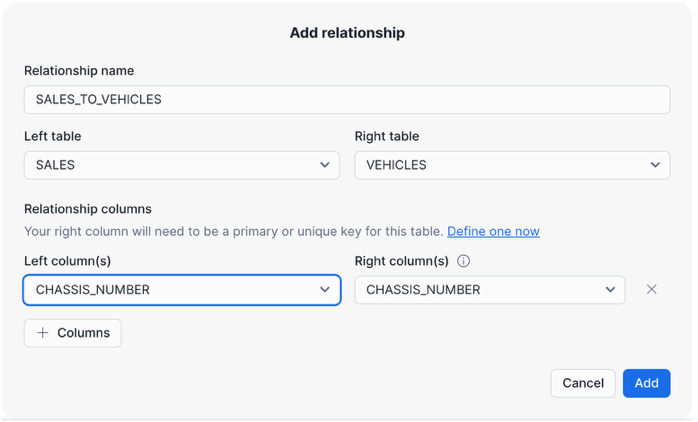 Add relationship
Relationship name
SALES_TO_VEHICLES
Left table
Right table
SALES
VEHICLES
Relationship columns
Your right column will need to be a primary or unique key for this table. Define one now
Left column(s)
Right column(s)
CHASSIS_NUMBER
CHASSIS_NUMBER
+ Columns
Cancel
Add